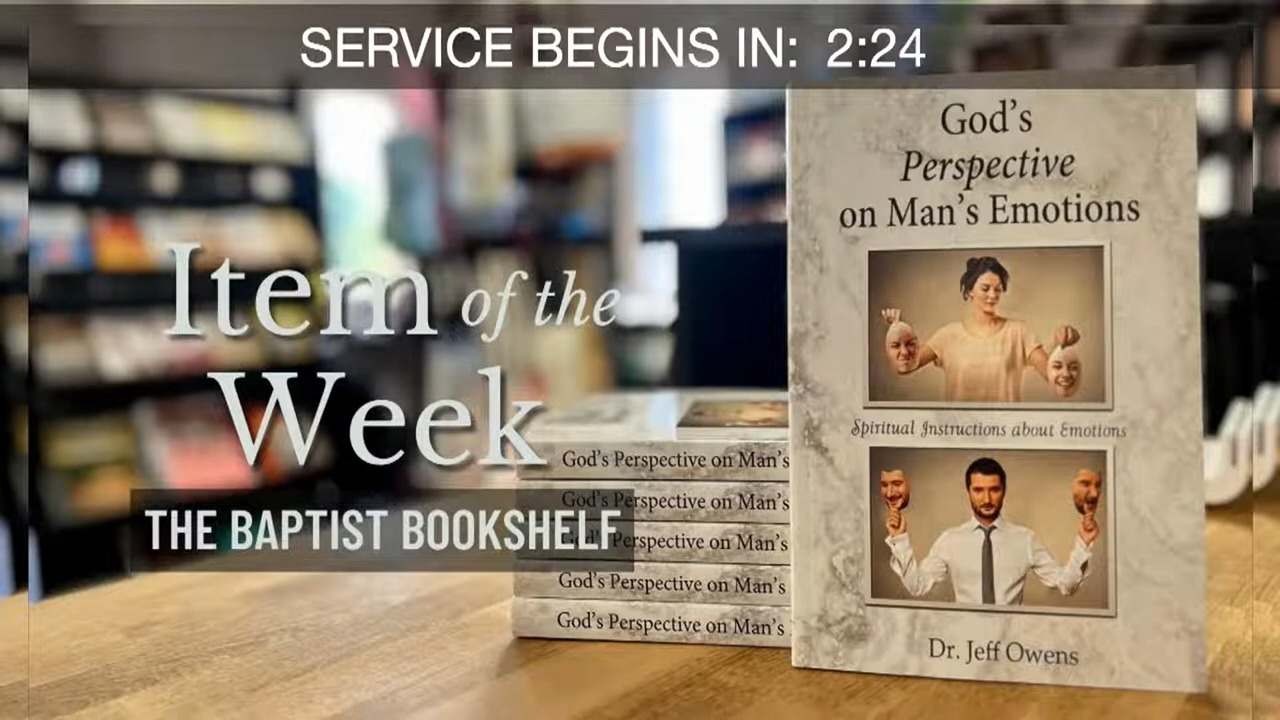 SERVICE BEGINS IN: 2:24
God's
Perspective
on Man's Emotions
Spiritual Instructions about Emotions
Dr. Jeff Owens
Item of the
Week
THE BAPTIST BOOKSHELF
God's Perspective on Man's
God's Perspective on Man's
God's Perspective on Man's
God's Perspective on Man's
God's Perspective on Man's